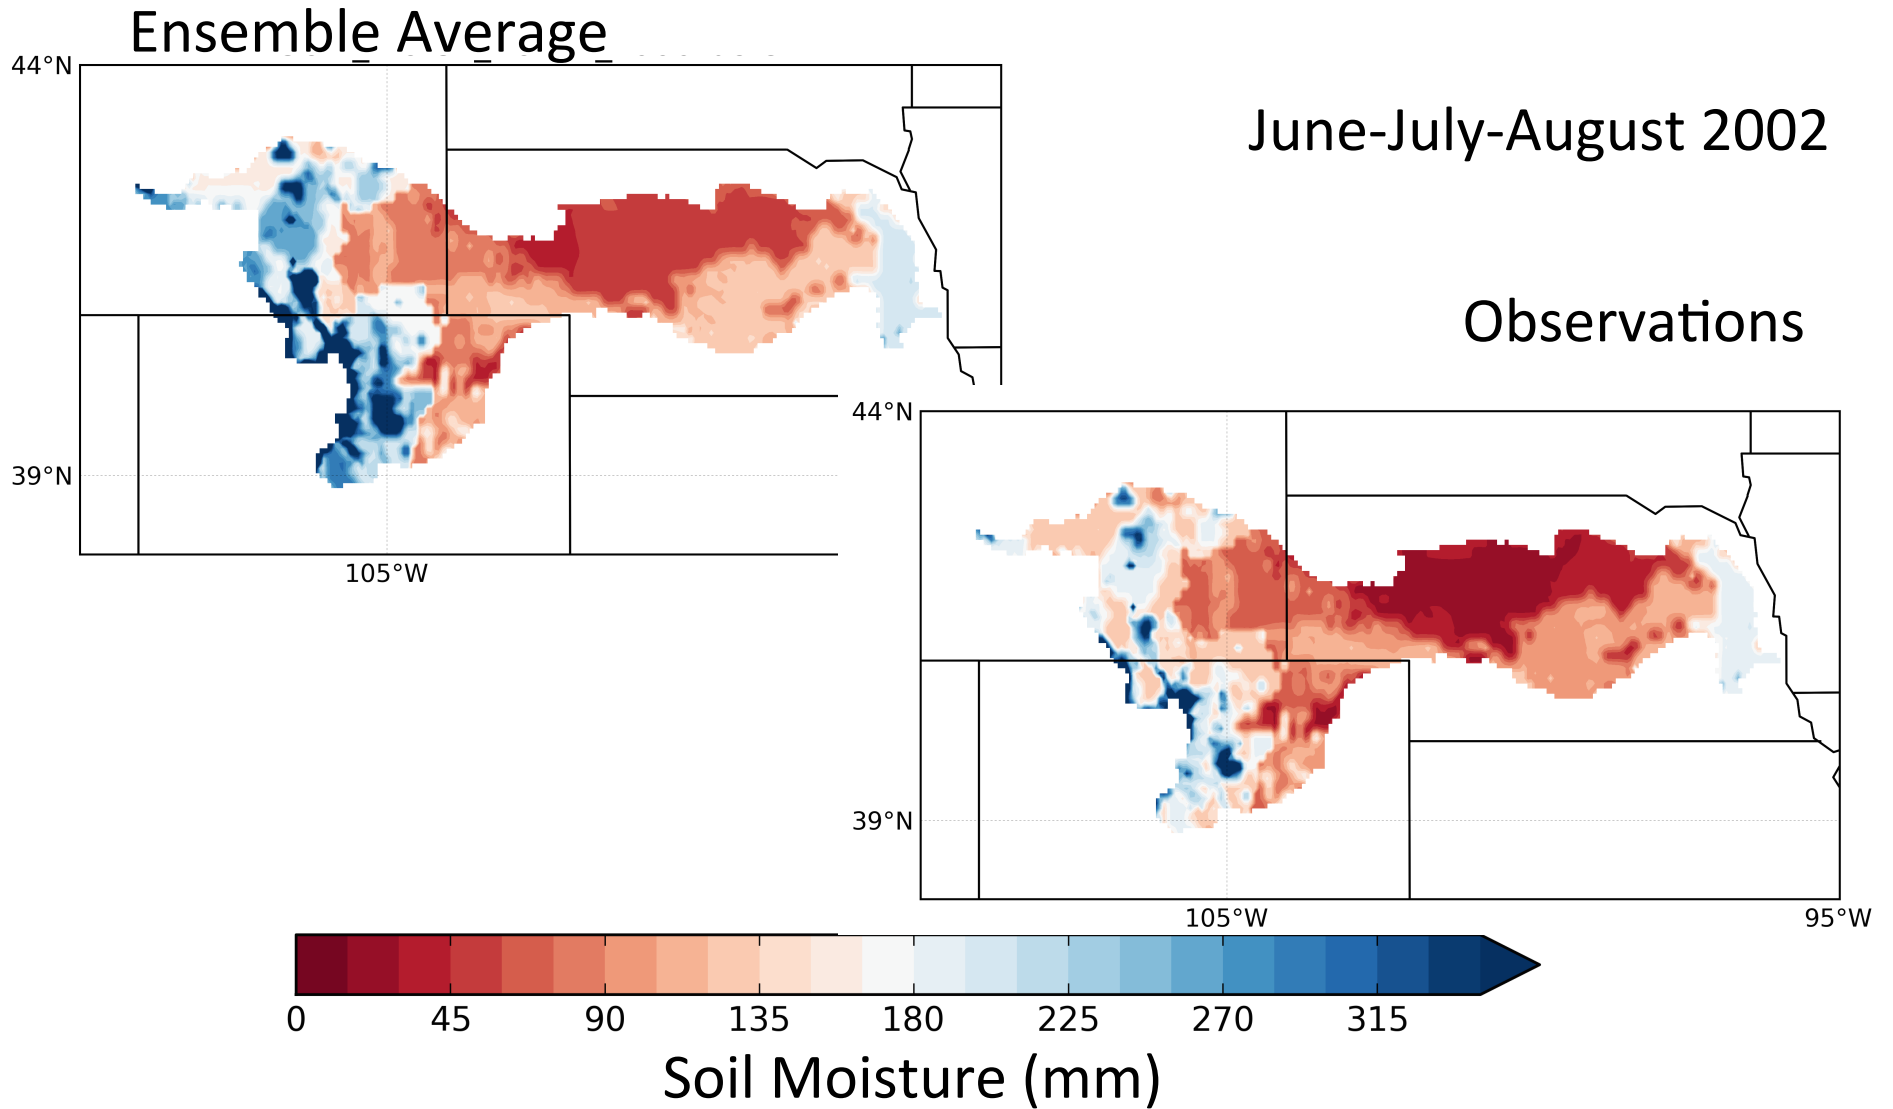 Ensemble Average
44°N
June-July-August 2002
Observations
44°N
39°N
105°W
39°N
105°W
95°W
0 45 90 135 180 225 270 315
Soil Moisture (mm)